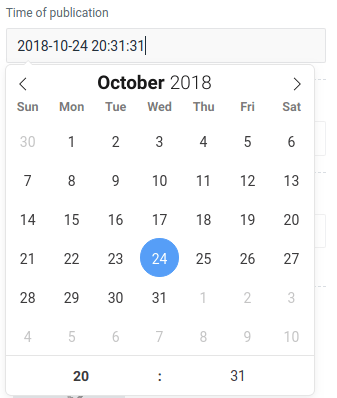 Time of publication
2018-10-24 20:31:31
October 2018
Sun Mon Tue Wed Thu Fri Sat
30 1 2 3 4 5 6
7 8 9 10 11 12 13
14 15 16 17 18 19 20
21 22 23 24 25 26 27
28 29 30 31 1 2 3
4 5 6 7 8 9 10
20 : 31